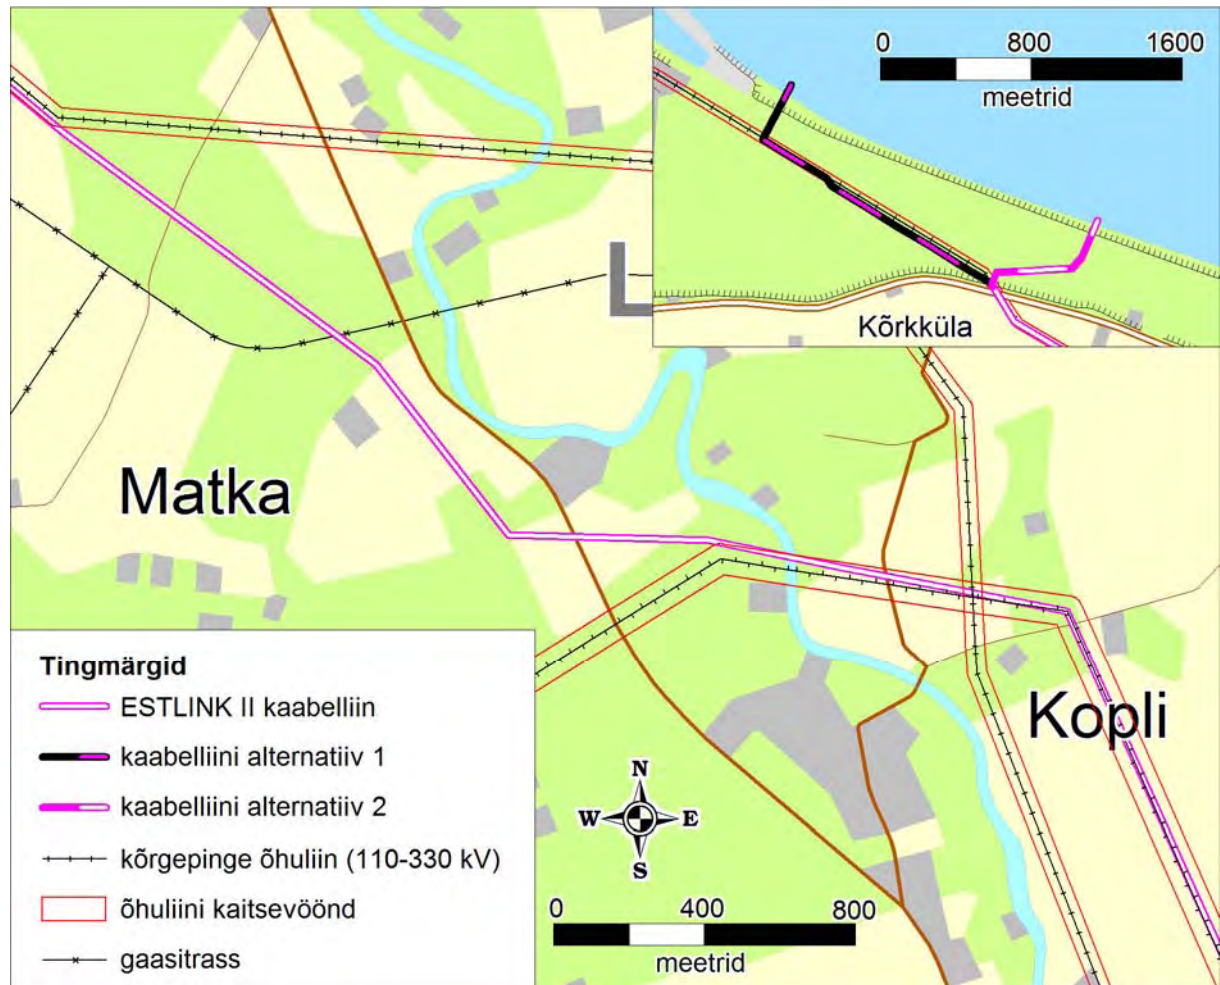 0 800 1600
meetrid
L
Kõrkküla
Matka
Kopli
Tingmärgid
ESTLINK II kaabelliin
kaabelliini alternatiiv 1
kaabelliini alternatiiv 2
kõrgepinge õhuliin (110-330 kV)
õhuliini kaitsevöönd
gaasitrass
N
W E
S
0 400 800
meetrid